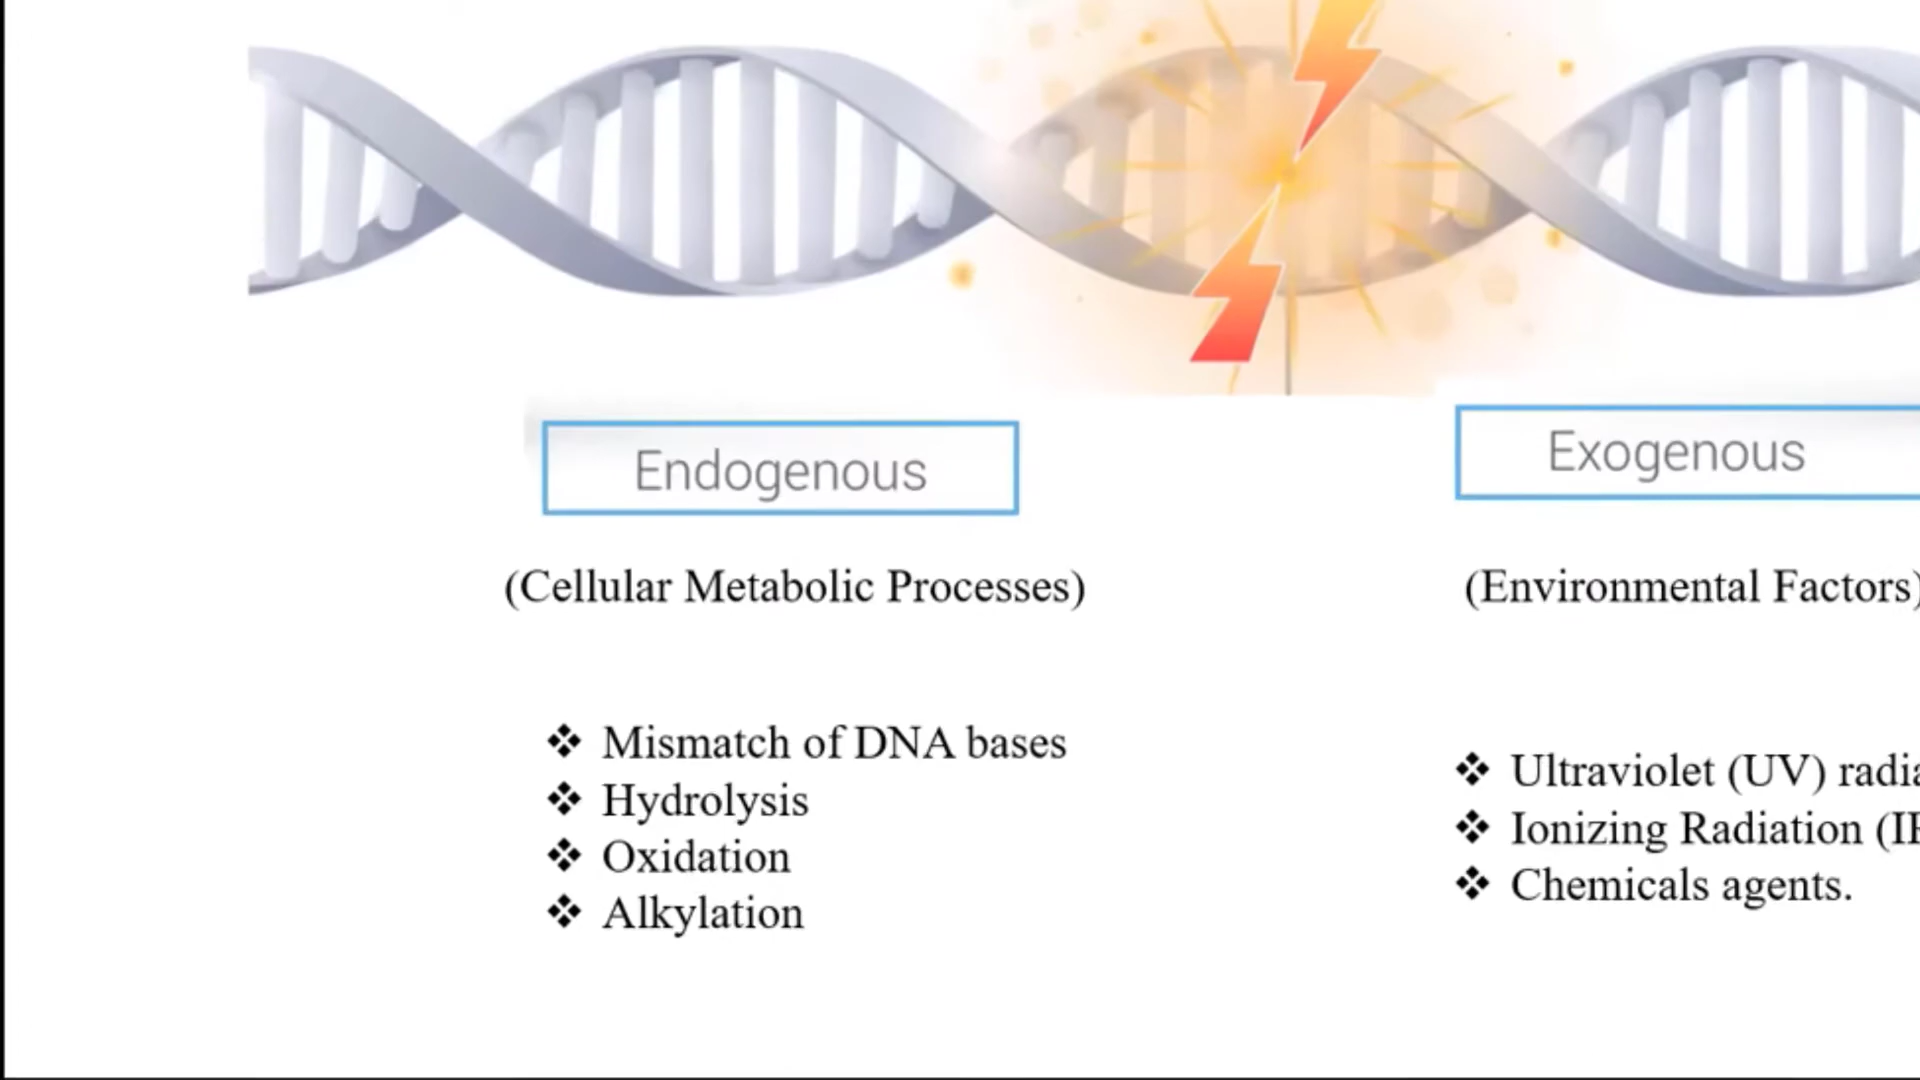 Endogenous
(Cellular Metabolic Processes)
❖ Mismatch of DNA bases
❖ Hydrolysis
❖ Oxidation
❖ Alkylation
Exogenous
(Environmental Factors)
❖ Ultraviolet (UV)
❖ Ionizing Radiation
❖ Chemicals agents.